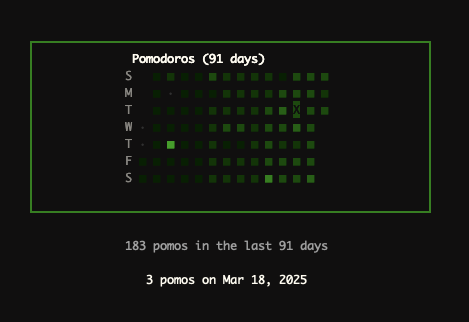 Pomodoros (91 days)
S
M
T X
W
T
F
S
183 pomos in the last 91 days
3 pomos on Mar 18, 2025